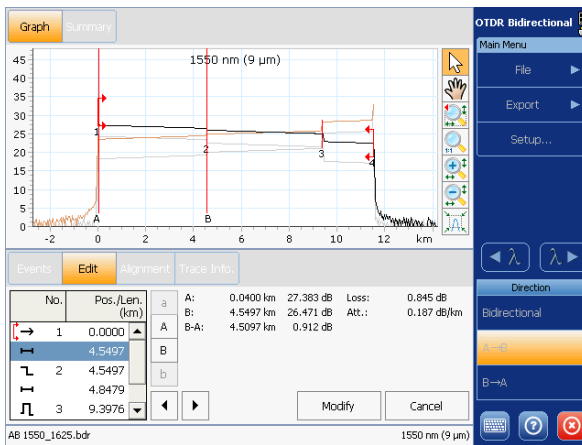 Graph Summary
OTDR Bidirectional
Main Menu
File
Export
Setup...
1550 nm (9 µm)
45
40
35
30
25
20
15
10
5
0
1
2
3
4
A
B
-2 0 2 4 6 8 10 12 km
1:1
λ λ
Direction
Bidirectional
A→B
B→A
Events Edit Alignment Trace Info.
No. Pos./Len. (km)
1 0.0000
4.5497
2 4.5497
4.8479
3 9.3976
a
A
B
b
A: 0.0400 km 27.383 dB Loss: 0.845 dB
B: 4.5497 km 26.471 dB Att.: 0.187 dB/km
B-A: 4.5097 km 0.912 dB
Modify Cancel
AB 1550_1625.bdr 1550 nm (9 µm)